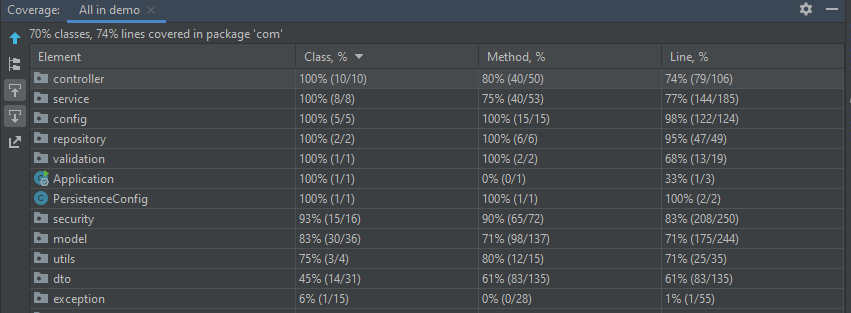 Coverage: All in demo
70% classes, 74% lines covered in package 'com'
Element Class, % Method, % Line, %
controller 100% (10/10) 80% (40/50) 74% (79/106)
service 100% (8/8) 75% (40/53) 77% (144/185)
config 100% (5/5) 100% (15/15) 98% (122/124)
repository 100% (2/2) 100% (6/6) 95% (47/49)
validation 100% (1/1) 100% (2/2) 68% (13/19)
Application 100% (1/1) 0% (0/1) 33% (1/3)
PersistenceConfig 100% (1/1) 100% (1/1) 100% (2/2)
security 93% (15/16) 90% (65/72) 83% (208/250)
model 83% (30/36) 71% (98/137) 71% (175/244)
utils 75% (3/4) 80% (12/15) 71% (25/35)
dto 45% (14/31) 61% (83/135) 61% (83/135)
exception 6% (1/15) 0% (0/28) 1% (1/55)